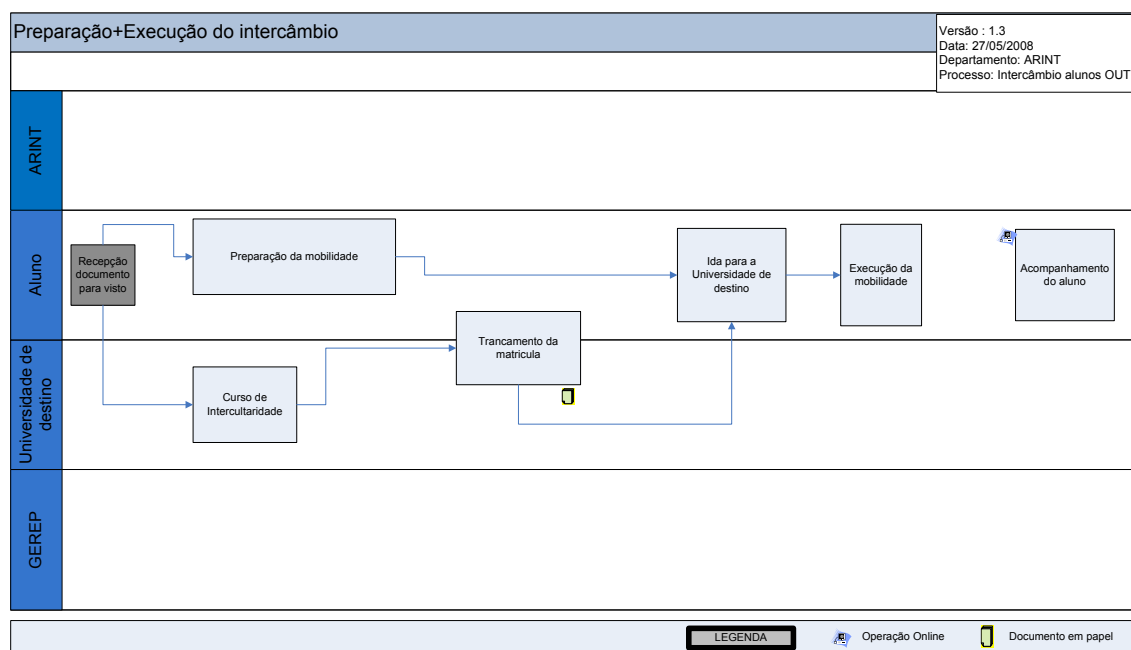 Preparação+Execução do intercâmbio
Versão : 1.3
Data: 27/05/2008
Departamento: ARINT
Processo: Intercâmbio alunos OUT
ARINT
Aluno
Recepção
documento
para visto
Preparação da mobilidade
Ida para a
Universidade de
destino
Execução da
mobilidade
Acompanhamento
do aluno
Universidade de
destino
Trancamento da
matricula
Curso de
Intercultaridade
GEREP
LEGENDA
Operação Online
Documento em papel